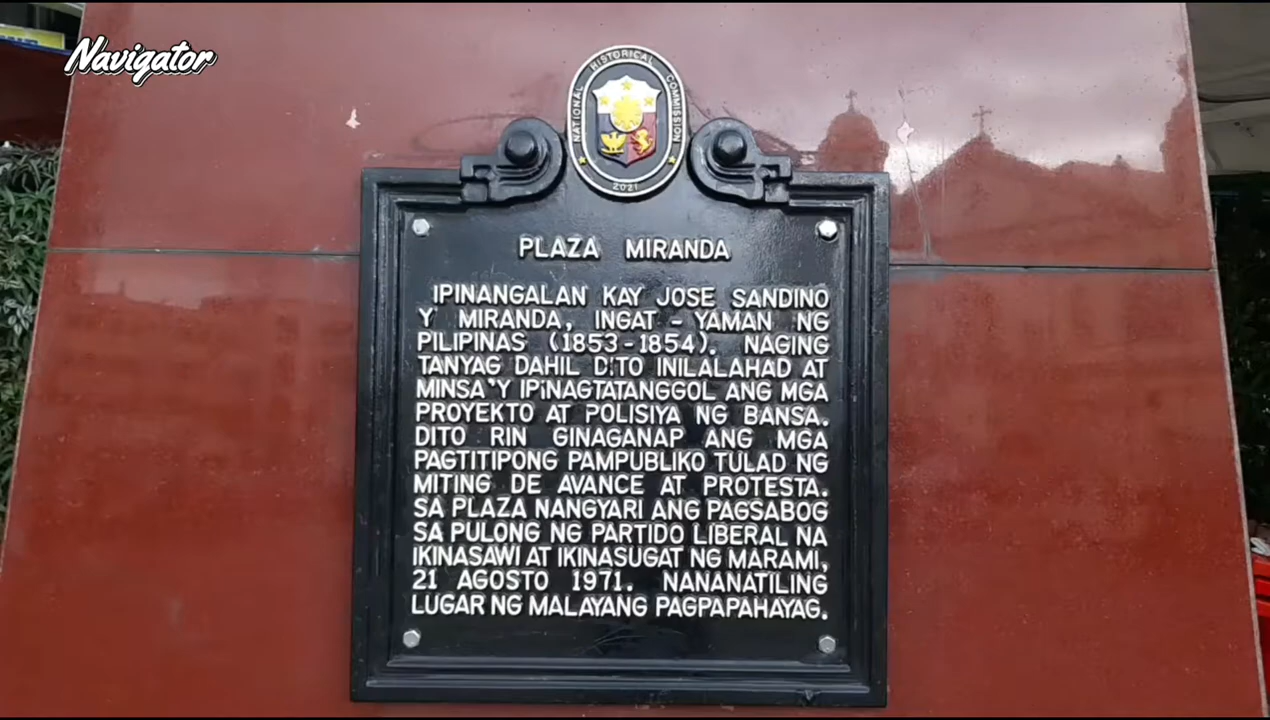 Navigator
NATIONAL HISTORICAL COMMISSION
2021
PLAZA MIRANDA
IPINANGALAN KAY JOSE SANDINO
Y MIRANDA, INGAT-YAMAN NG
PILIPINAS (1853-1854). NAGING
TANYAG DAHIL DITO INILALAHAD AT
MINSA'Y IPINAGTATANGGOL ANG MGA
PROYEKTO AT POLISIYA NG BANSA.
DITO RIN GINAGANAP ANG MGA
PAGTITIPONG PAMPUBLIKO TULAD NG
MITING DE AVANCE AT PROTESTA.
SA PLAZA NANGYARI ANG PAGSABOG
SA PULONG NG PARTIDO LIBERAL NA
IKINASAWI AT IKINASUGAT NG MARAMI,
21 AGOSTO 1971. NANANATILING
LUGAR NG MALAYANG PAGPAPAHAYAG.